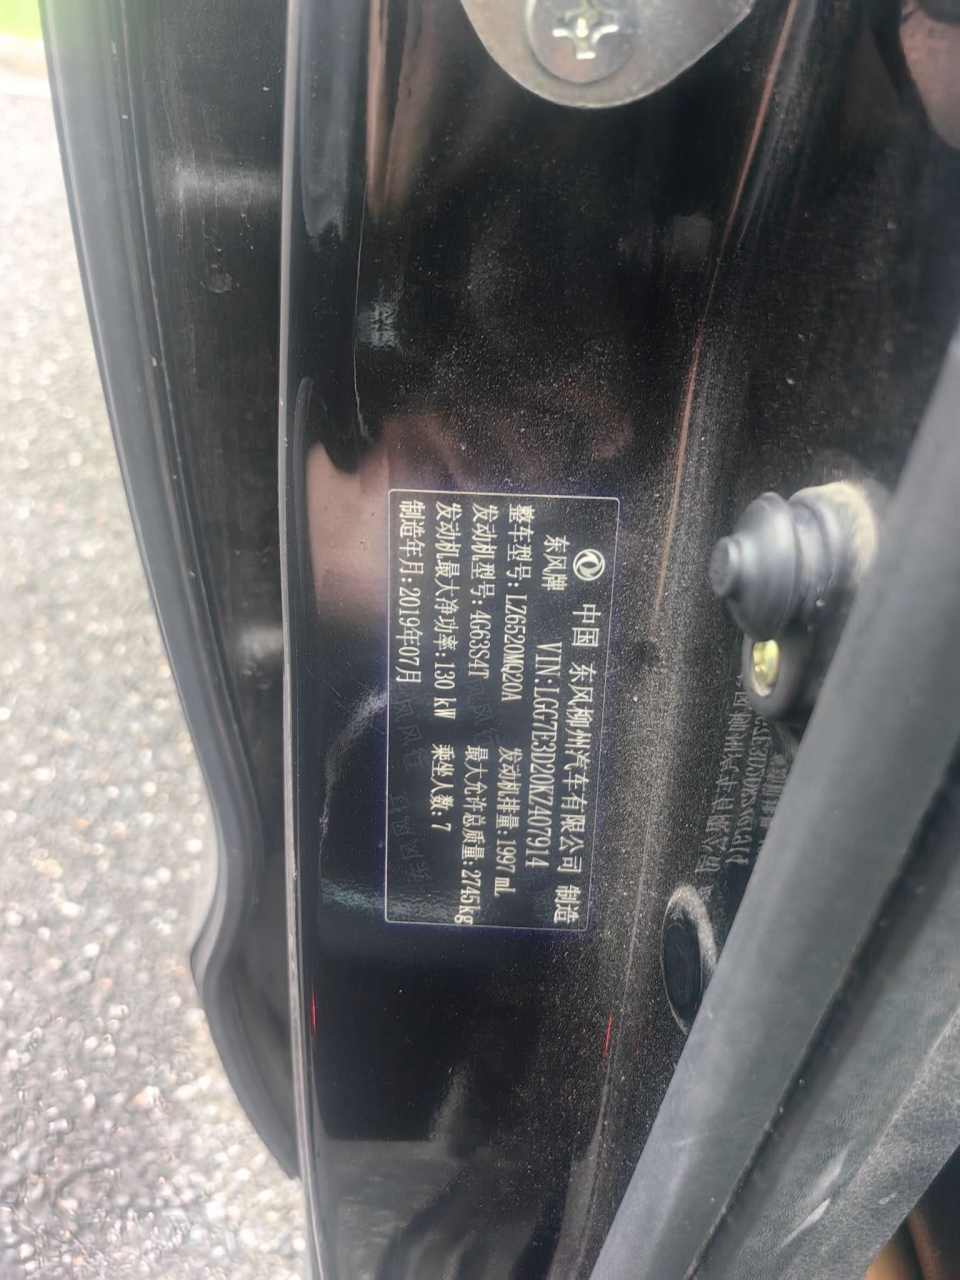 中国 东风柳州汽车有限公司 制造
东风牌 VIN:LGG7E3D20KZ407914
整车型号:LZ6520MQ20A 发动机排量:1997 mL
发动机型号:4G63S4T 最大允许总质量:2745kg
发动机最大净功率:130 kW 乘坐人数:7
制造年月:2019年07月